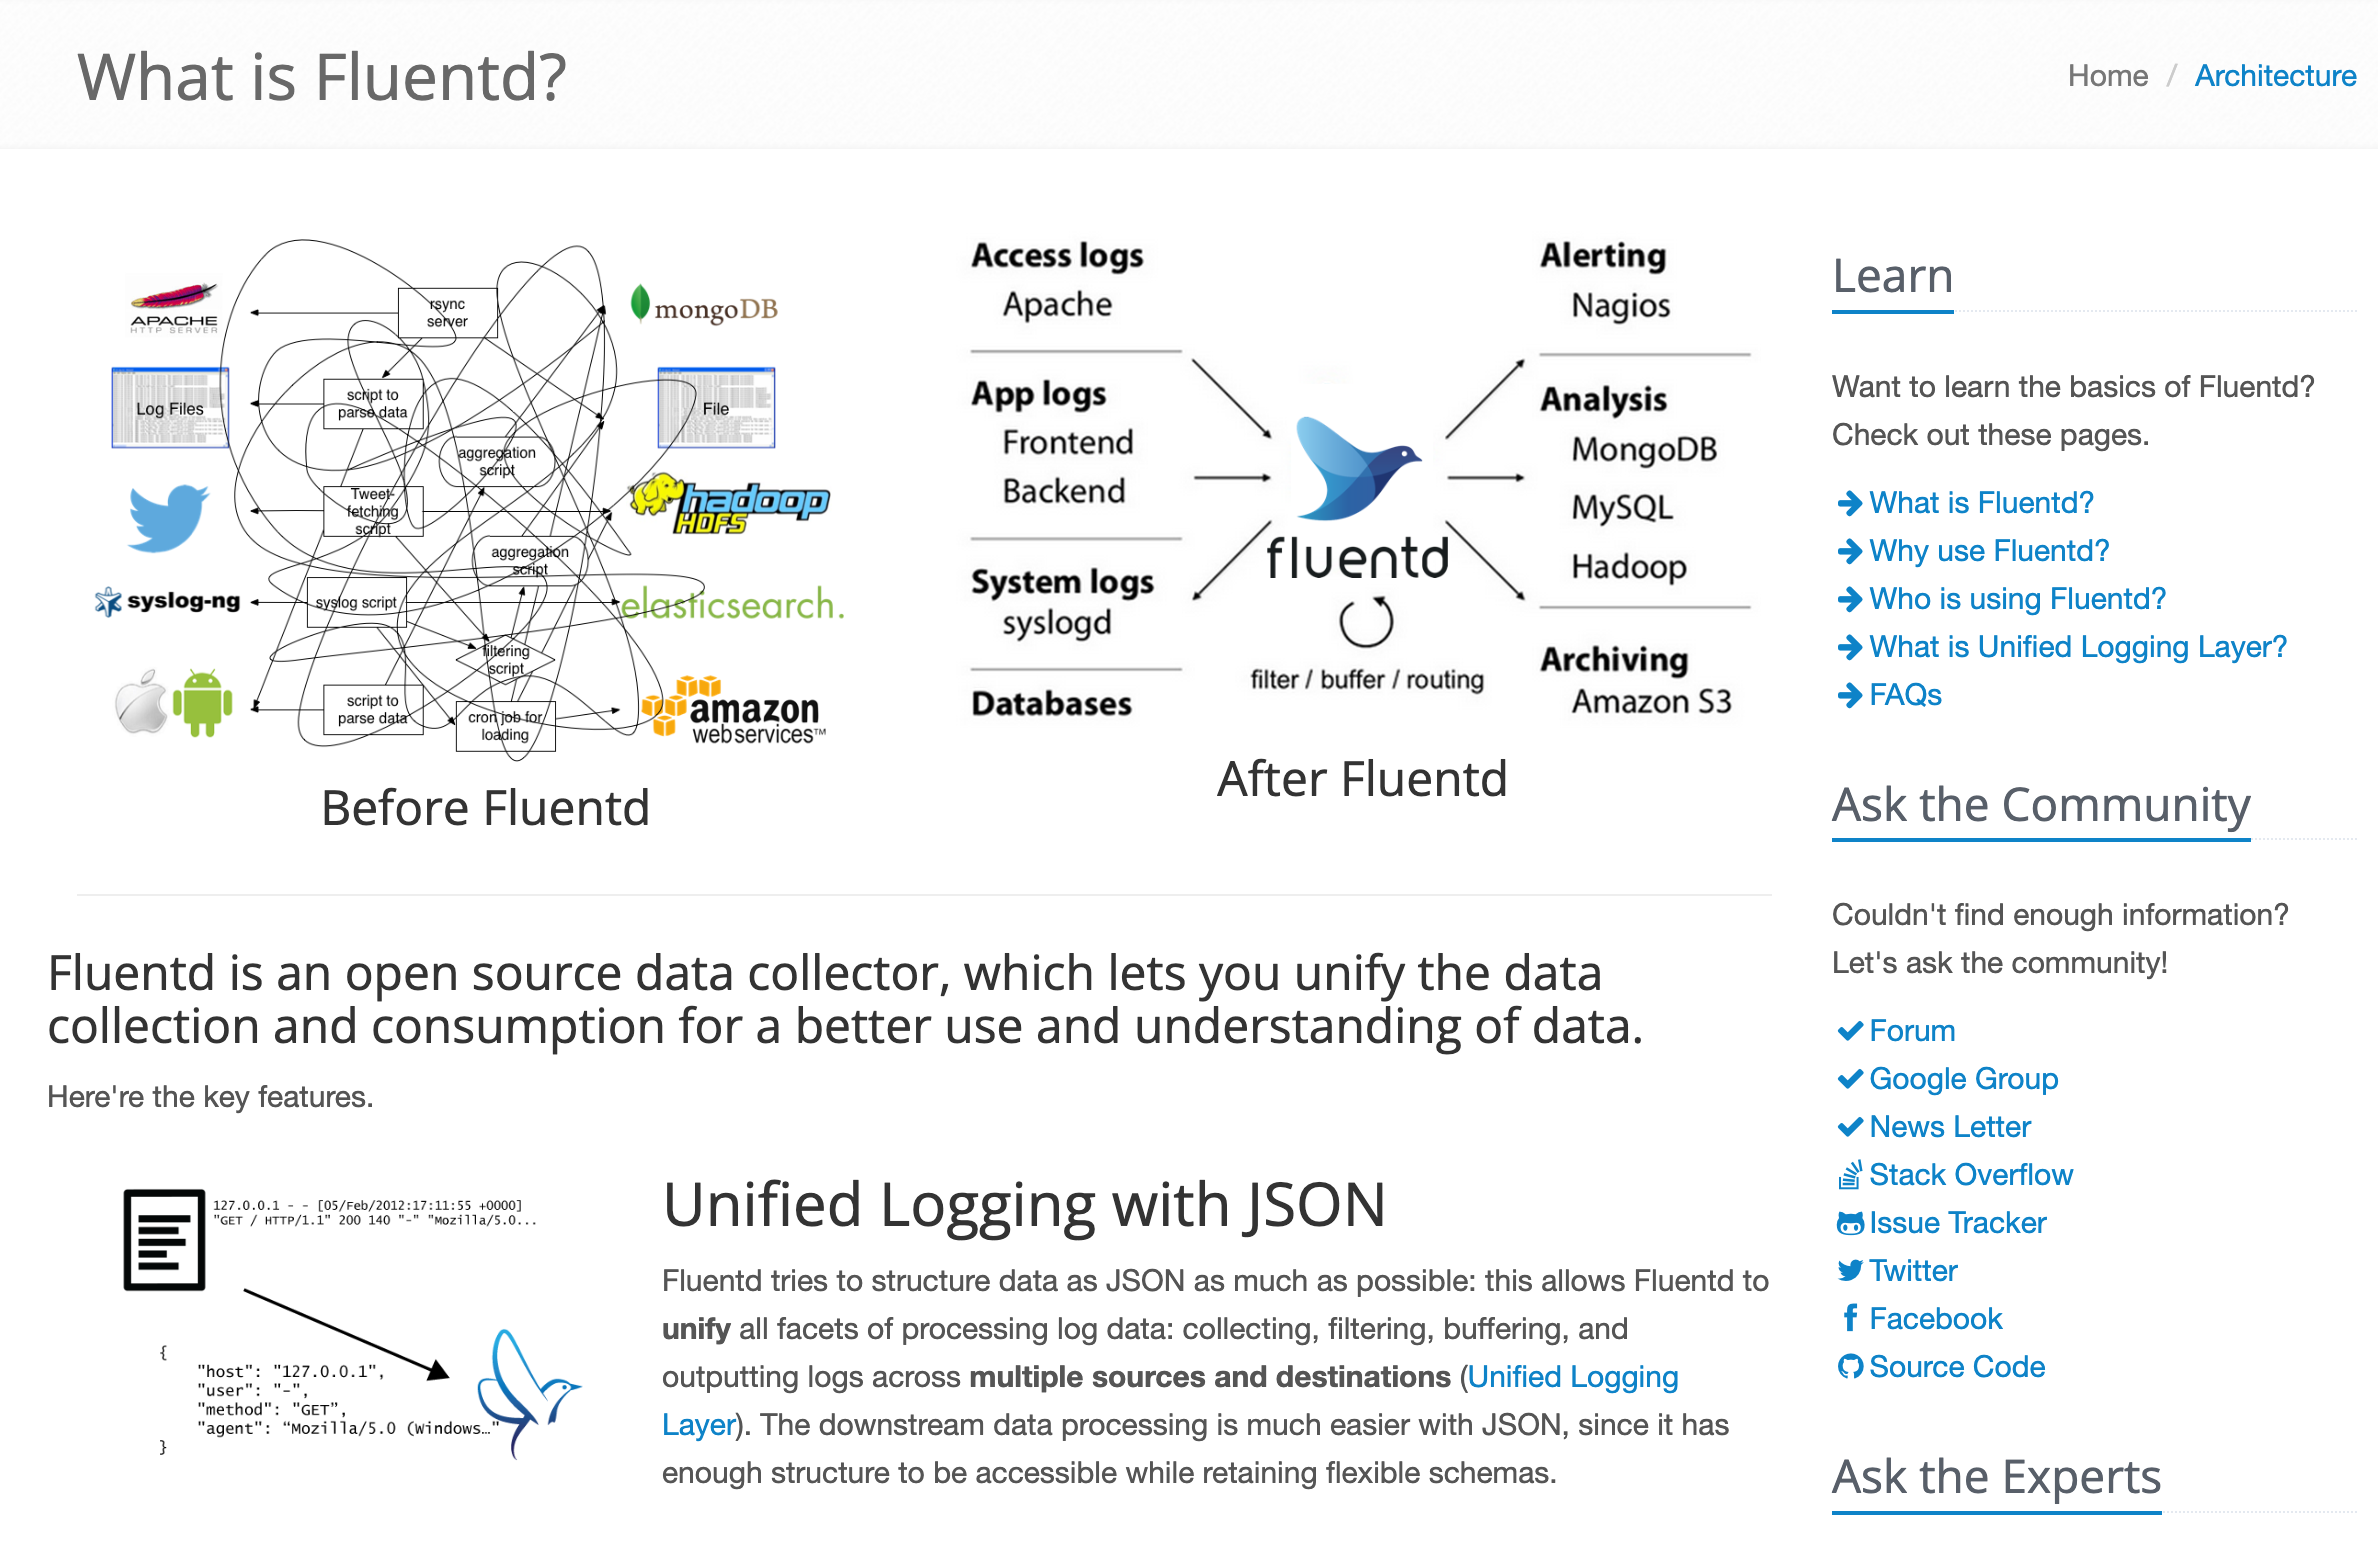 What is Fluentd?
Home / Architecture
APACHE
HTTP SERVER
Log Files
syslog-ng
rsync
server
script to
parse data
aggregation
script
Tweet-
fetching
script
aggregation
script
syslog script
filtering
script
script to
parse data
cron job for
loading
mongoDB
File
hadoop
HDFS
elasticsearch.
amazon
webservices™
Before Fluentd
Access logs
Apache
App logs
Frontend
Backend
System logs
syslogd
Databases
fluentd
filter / buffer / routing
Alerting
Nagios
Analysis
MongoDB
MySQL
Hadoop
Archiving
Amazon S3
After Fluentd
Fluentd is an open source data collector, which lets you unify the data
collection and consumption for a better use and understanding of data.
Here're the key features.
127.0.0.1 - - [05/Feb/2012:17:11:55 +0000]
"GET / HTTP/1.1" 200 140 "-" "Mozilla/5.0...
{
"host": "127.0.0.1",
"user": "-",
"method": "GET",
"agent": "Mozilla/5.0 (Windows…"
}
Unified Logging with JSON
Fluentd tries to structure data as JSON as much as possible: this allows Fluentd to
unify all facets of processing log data: collecting, filtering, buffering, and
outputting logs across multiple sources and destinations (Unified Logging
Layer). The downstream data processing is much easier with JSON, since it has
enough structure to be accessible while retaining flexible schemas.
Learn
Want to learn the basics of Fluentd?
Check out these pages.
What is Fluentd?
Why use Fluentd?
Who is using Fluentd?
What is Unified Logging Layer?
FAQs
Ask the Community
Couldn't find enough information?
Let's ask the community!
Forum
Google Group
News Letter
Stack Overflow
Issue Tracker
Twitter
Facebook
Source Code
Ask the Experts